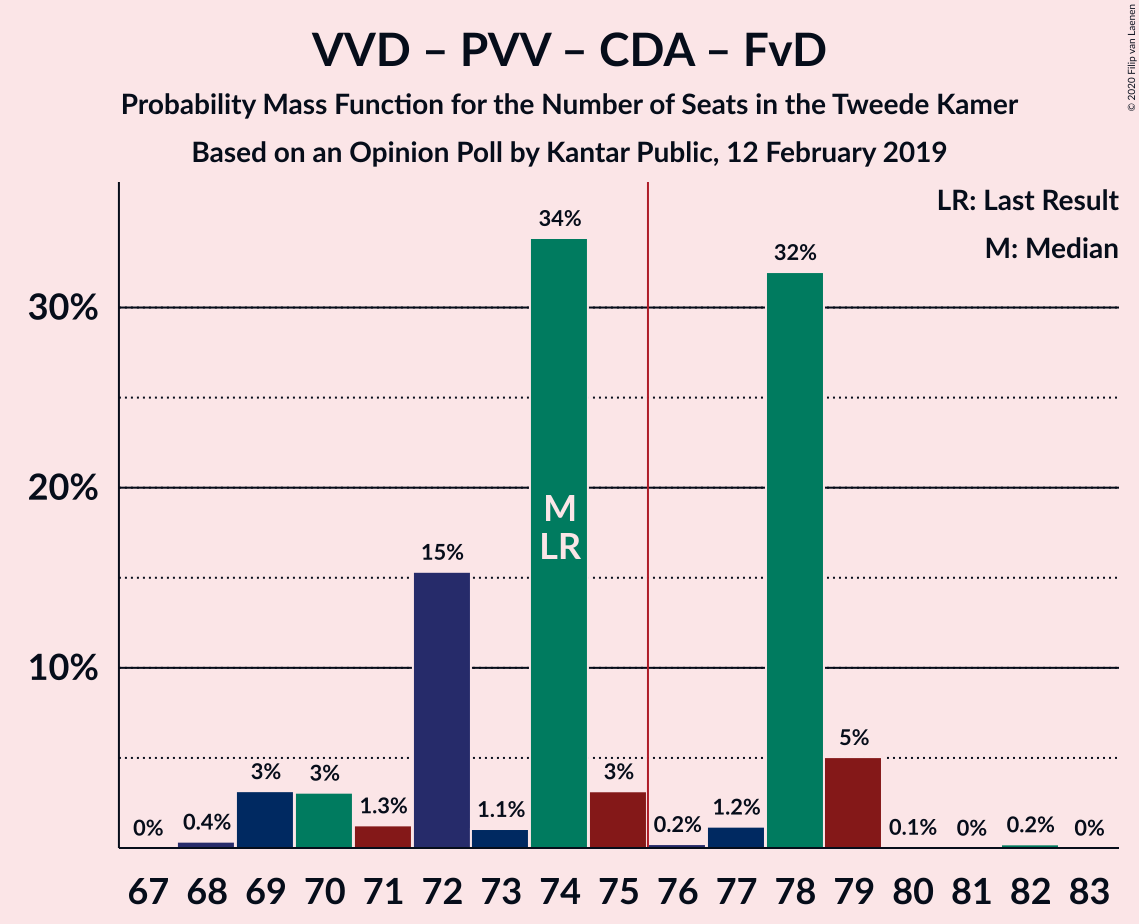 VVD – PVV – CDA – FvD
Probability Mass Function for the Number of Seats in the Tweede Kamer
Based on an Opinion Poll by Kantar Public, 12 February 2019
© 2020 Filip van Laenen
LR: Last Result
M: Median
30%
20%
10%
0%
0.4%
3%
3%
1.3%
15%
1.1%
34%
3%
0.2%
1.2%
32%
5%
0.1%
0%
0.2%
0%
M
LR
67 68 69 70 71 72 73 74 75 76 77 78 79 80 81 82 83